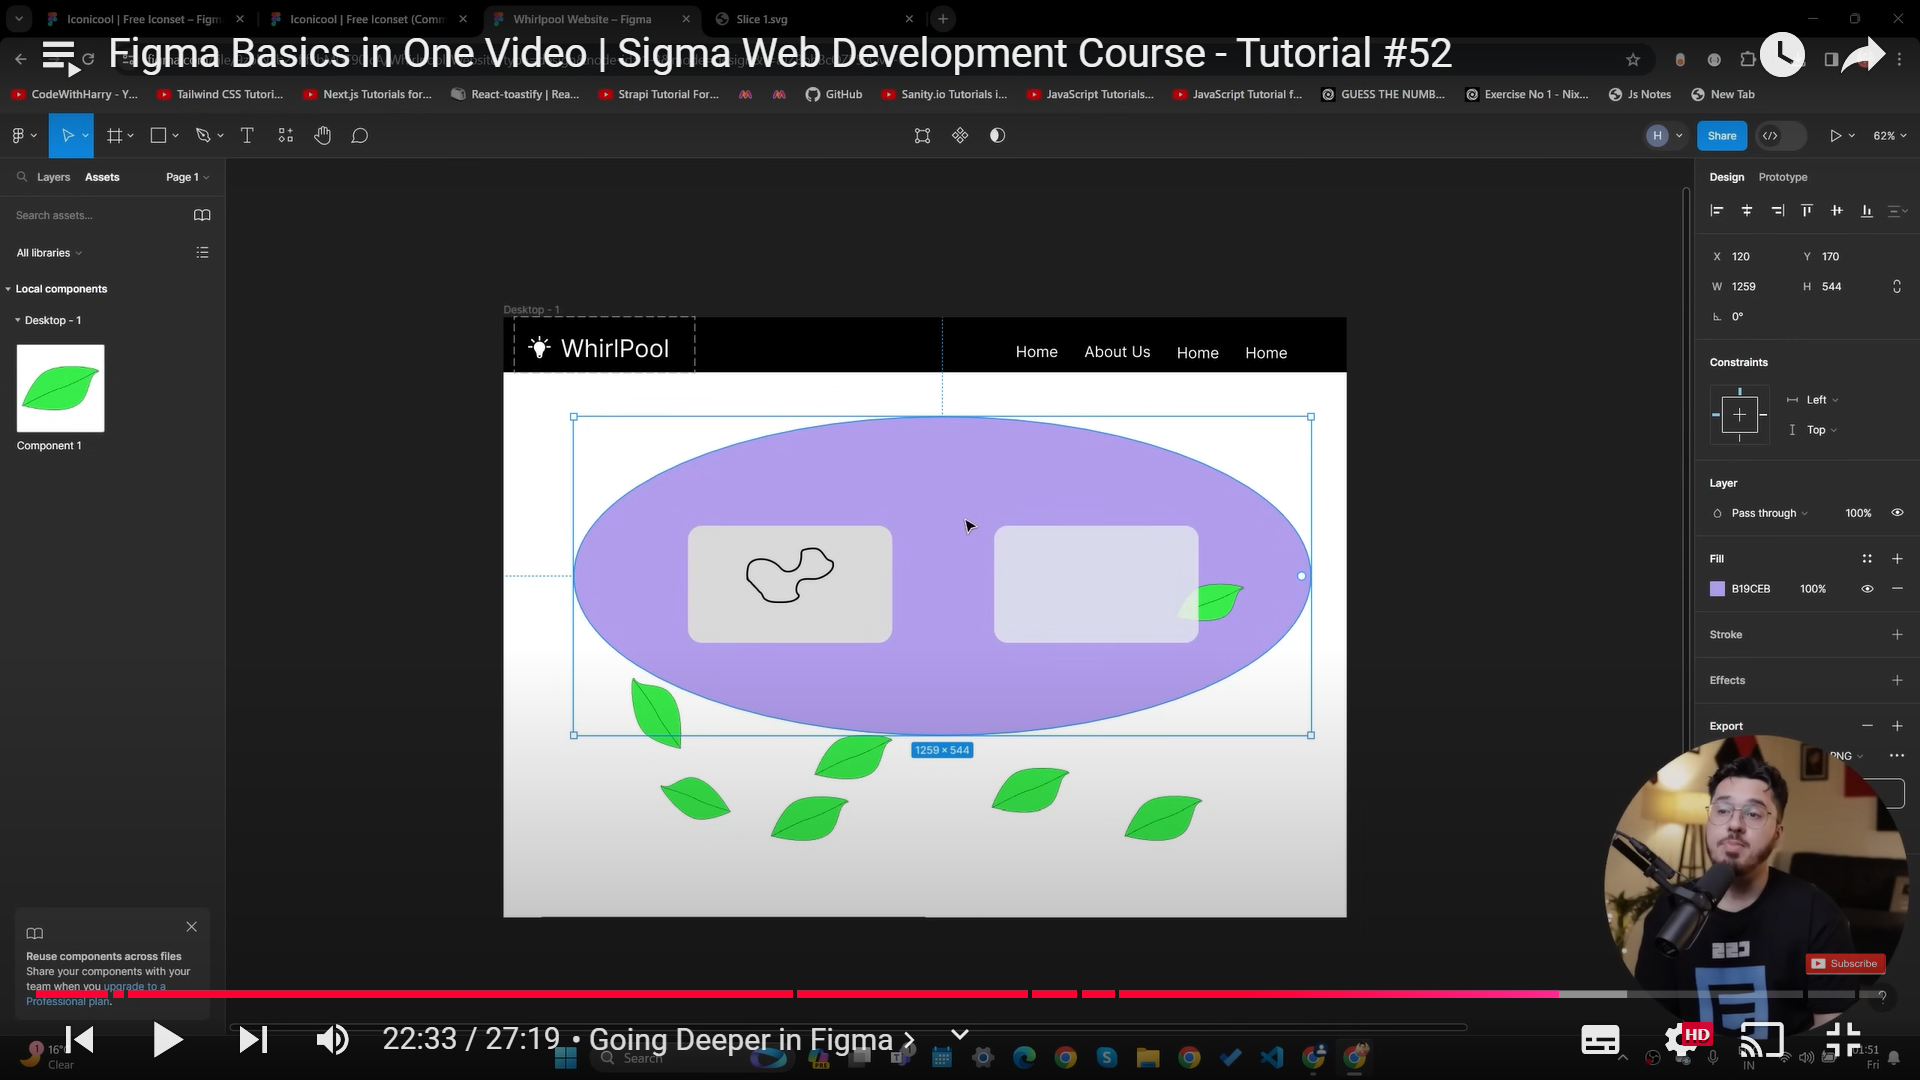 Iconicool | Free Iconset – Figm
Iconicool | Free Iconset (Comm
Whirlpool Website – Figma
Slice 1.svg
Figma Basics in One Video | Sigma Web Development Course - Tutorial #52
CodeWithHarry - Y...
Tailwind CSS Tutori...
Next.js Tutorials for...
React-toastify | Rea...
Strapi Tutorial For...
GitHub
Sanity.io Tutorials i...
JavaScript Tutorials...
JavaScript Tutorial f...
GUESS THE NUMB...
Exercise No 1 - Nix...
Js Notes
New Tab
H
Share
62%
Layers
Assets
Page 1
Design
Prototype
Search assets...
All libraries
X 120
Y 170
Local components
W 1259
H 544
Desktop - 1
Desktop - 1
0°
WhirlPool
Home
About Us
Home
Home
Constraints
Left
Top
Component 1
Layer
Pass through
100%
Fill
B19CEB
100%
Stroke
Effects
Export
PNG
1259 × 544
Reuse components across files
Share your components with your
team when you upgrade to a
Professional plan.
Subscribe
22:33 / 27:19 • Going Deeper in Figma
HD
1
16°
Clear
Search
PRE
IN
01:51
Fri